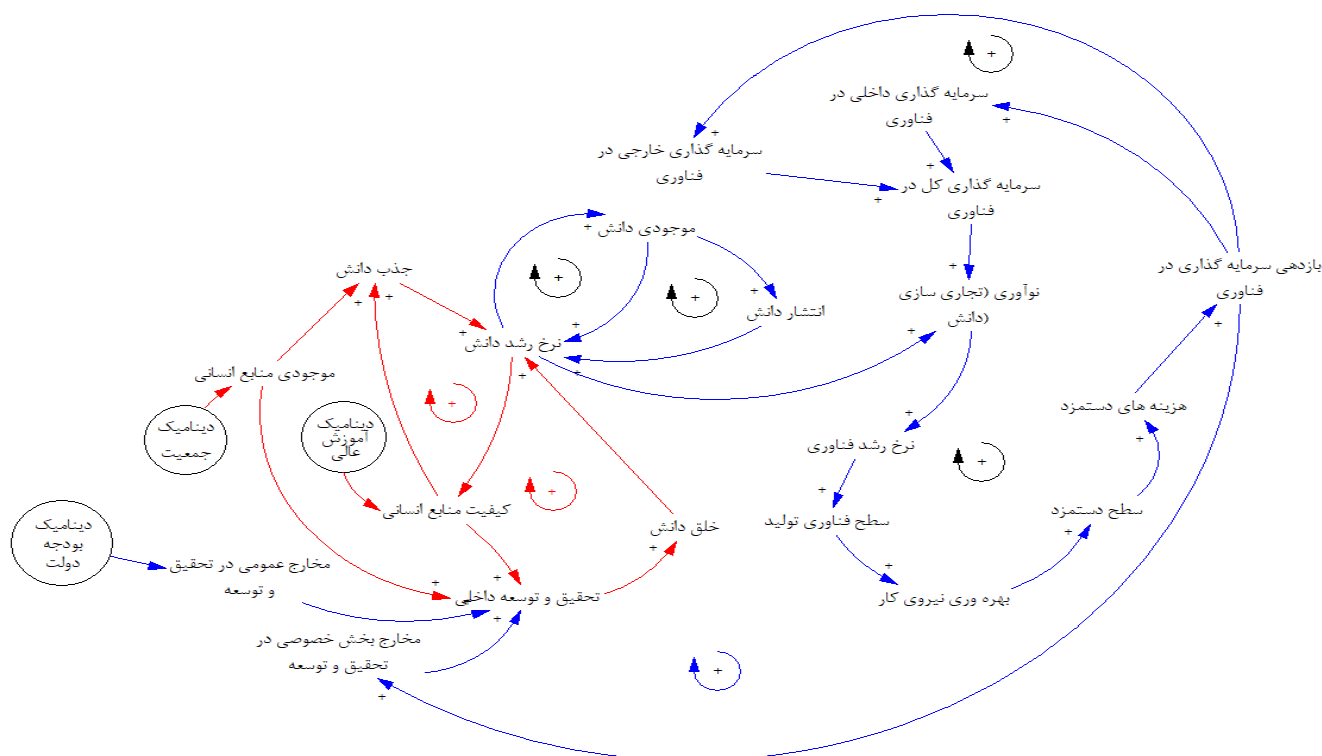 سرمایه گذاری داخلی در
فناوری
سرمایه گذاری خارجی در
فناوری
سرمایه گذاری کل در
فناوری
موجودی دانش
جذب دانش
بازدهی سرمایه گذاری در
فناوری
نوآوری (تجاری سازی
دانش)
انتشار دانش
نرخ رشد دانش
موجودی منابع انسانی
هزینه های دستمزد
دینامیک
جمعیت
دینامیک
آموزش
عالی
نرخ رشد فناوری
کیفیت منابع انسانی
سطح دستمزد
سطح فناوری تولید
خلق دانش
دینامیک
بودجه
دولت
مخارج عمومی در تحقیق
و توسعه
تحقیق و توسعه داخلی
بهره وری نیروی کار
مخارج بخش خصوصی در
تحقیق و توسعه